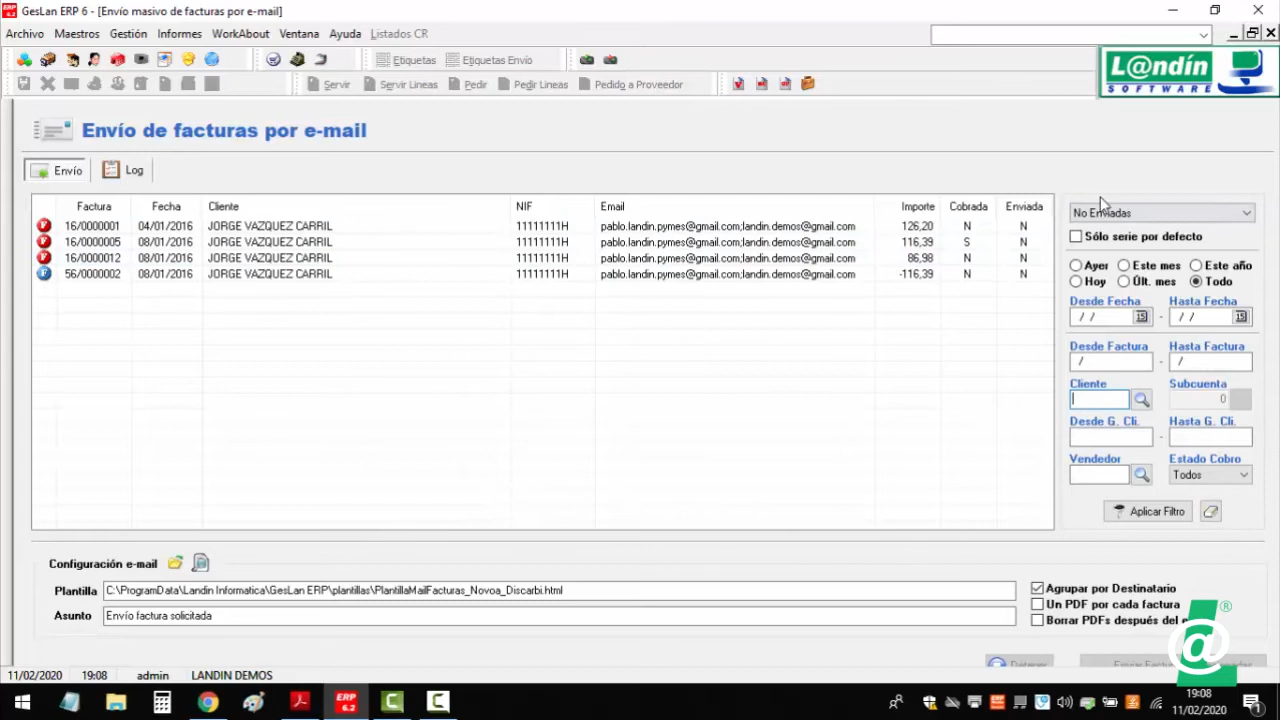 GesLan ERP 6 - [Envío masivo de facturas por e-mail]
Archivo Maestros Gestión Informes WorkAbout Ventana Ayuda Listados CR
Etiquetas Etiquetas Envío
Servir Servir Lineas Pedir Pedir Lineas Pedido a Proveedor
L@ndín
SOFTWARE
Envío de facturas por e-mail
Envío Log
Factura Fecha Cliente NIF Email Importe Cobrada Enviada
16/0000001 04/01/2016 JORGE VAZQUEZ CARRIL 11111111H pablo.landin.pymes@gmail.com;landin.demos@gmail.com 126,20 N N
16/0000005 08/01/2016 JORGE VAZQUEZ CARRIL 11111111H pablo.landin.pymes@gmail.com;landin.demos@gmail.com 116,39 S N
16/0000012 08/01/2016 JORGE VAZQUEZ CARRIL 11111111H pablo.landin.pymes@gmail.com;landin.demos@gmail.com 86,98 N N
56/0000002 08/01/2016 JORGE VAZQUEZ CARRIL 11111111H pablo.landin.pymes@gmail.com;landin.demos@gmail.com -116,39 N N
No Enviadas
Sólo serie por defecto
Ayer Este mes Este año
Hoy Últ. mes Todo
Desde Fecha Hasta Fecha
/ / 15 - / / 15
Desde Factura Hasta Factura
/ - /
Cliente Subcuenta
0
Desde G. Cli. Hasta G. Cli.
-
Vendedor Estado Cobro
Todos
Aplicar Filtro
Configuración e-mail
Plantilla C:\ProgramData\Landin Informatica\GesLan ERP\plantillas\PlantillaMailFacturas_Novoa_Discarbi.html
Asunto Envío factura solicitada
Agrupar por Destinatario
Un PDF por cada factura
Borrar PDFs después del
Detener
11/02/2020 19:08 admin LANDIN DEMOS
ERP
6.2
19:08
11/02/2020